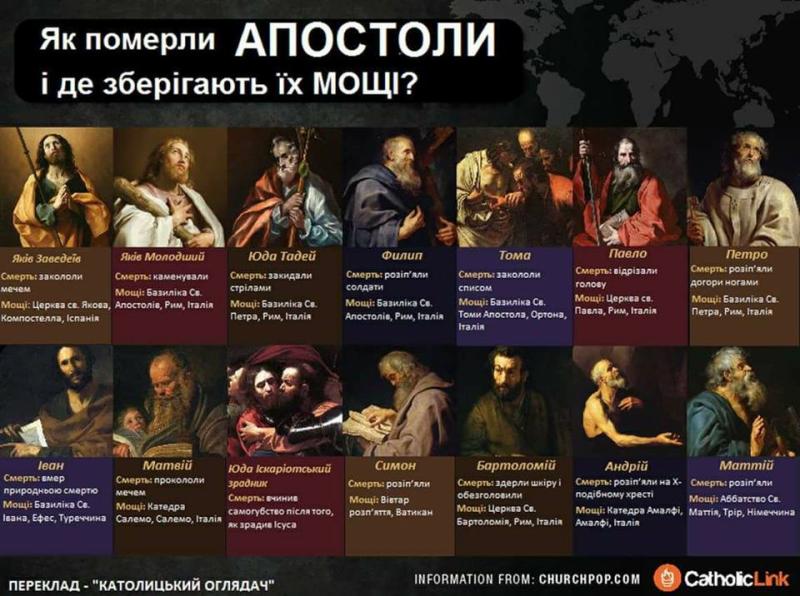 Як померли АПОСТОЛИ
і де зберігають їх МОЩІ?
Яків Заведеїв
Смерть: закололи
мечем
Мощі: Церква св. Якова,
Компостелла, Іспанія
Яків Молодший
Смерть: каменували
Мощі: Базиліка Св.
Апостолів, Рим, Італія
Юда Тадей
Смерть: закидали
стрілами
Мощі: Базиліка Св.
Петра, Рим, Італія
Филип
Смерть: розіп'яли
солдати
Мощі: Базиліка Св.
Апостолів, Рим, Італія
Тома
Смерть: закололи
списом
Мощі: Базиліка Св.
Томи Апостола, Ортона,
Італія
Павло
Смерть: відрізали
голову
Мощі: Церква св.
Павла, Рим, Італія
Петро
Смерть: розіп'яли
догори ногами
Мощі: Базиліка Св.
Петра, Рим, Італія
Іван
Смерть: вмер
природньою смертю
Мощі: Базиліка Св.
Івана, Ефес, Туреччина
Матвій
Смерть: прокололи
мечем
Мощі: Катедра
Салемо, Салемо, Італія
Юда Іскаріотський
зрадник
Смерть: вчинив
самогубство після того,
як зрадив Ісуса
Симон
Смерть: розіп'яли
Мощі: Вівтар
розп'яття, Ватикан
Бартоломій
Смерть: здерли шкіру і
обезголовили
Мощі: Церква Св.
Бартоломія, Рим, Італія
Андрій
Смерть: розіп'яли на Х-
подібному хресті
Мощі: Катедра Амалфі,
Амалфі, Італія
Маттій
Смерть: розіп'яли
Мощі: Аббатство Св.
Маттія, Трір, Німеччина
ПЕРЕКЛАД - "КАТОЛИЦЬКИЙ ОГЛЯДАЧ"
INFORMATION FROM: CHURCHPOP.COM
CatholicLink